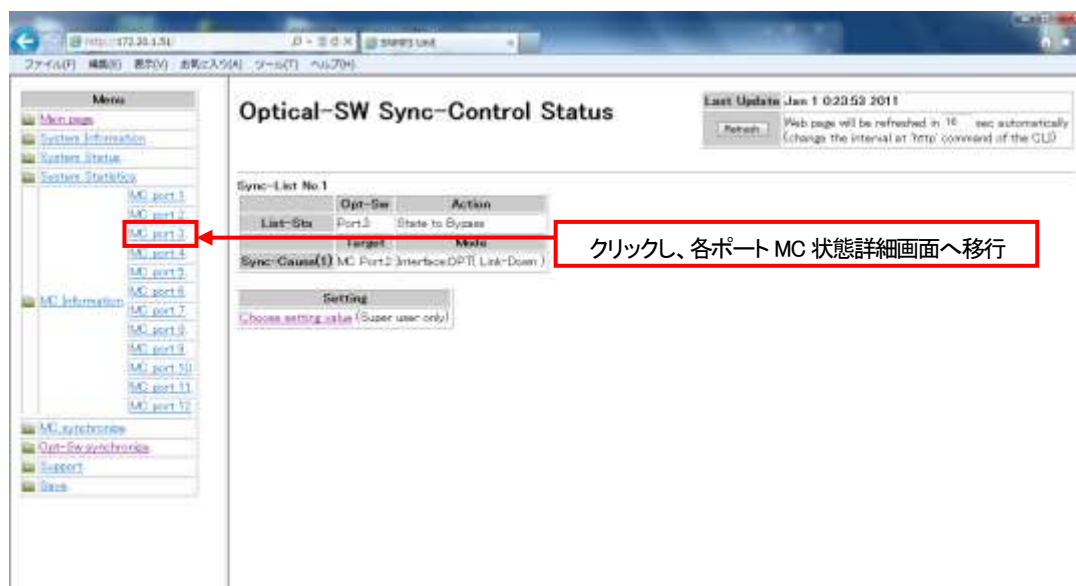 172.20.1.51
ファイル(F) 編集(E) 表示(V) お気に入り(A) ツール(T) ヘルプ(H)
Menu
Main page
System Information
System Status
System Statistics
MC Information
MC port 1
MC port 2
MC port 3
MC port 4
MC port 5
MC port 6
MC port 7
MC port 8
MC port 9
MC port 10
MC port 11
MC port 12
MC synchronize
Opt-Sw synchronize
Support
Save
Optical-SW Sync-Control Status
Last Update Jan 1 0:23:53 2011
Refresh
Web page will be refreshed in 10 sec automatically
(change the interval at 'http' command of the CLI)
Sync-List No.1
Opt-Sw Action
List-Sta Port3 State to Bypass
Target Mode
Sync-Cause(1) MC Port2 Interface:OPT( Link-Down )
Setting
Choose setting value (Super user only)
クリックし、各ポート MC 状態詳細画面へ移行